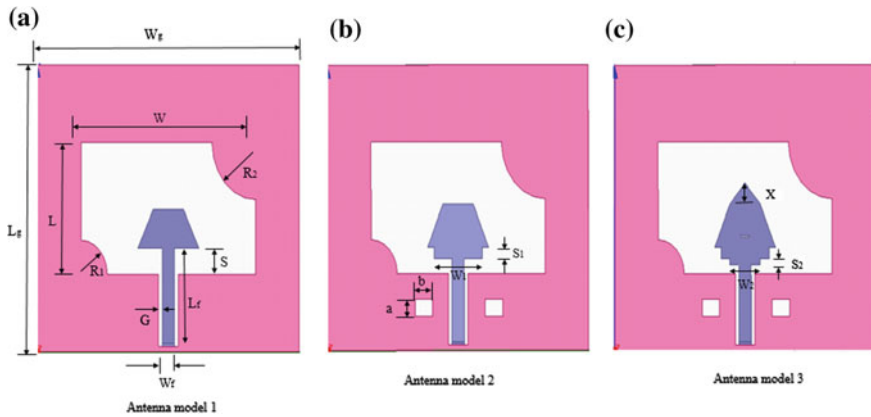 (a)
(b)
(c)
Wg
W
R2
L
Lg
R1
S
Lf
G
Wf
Antenna model 1
S1
W1
b
a
Antenna model 2
X
S2
W2
Antenna model 3